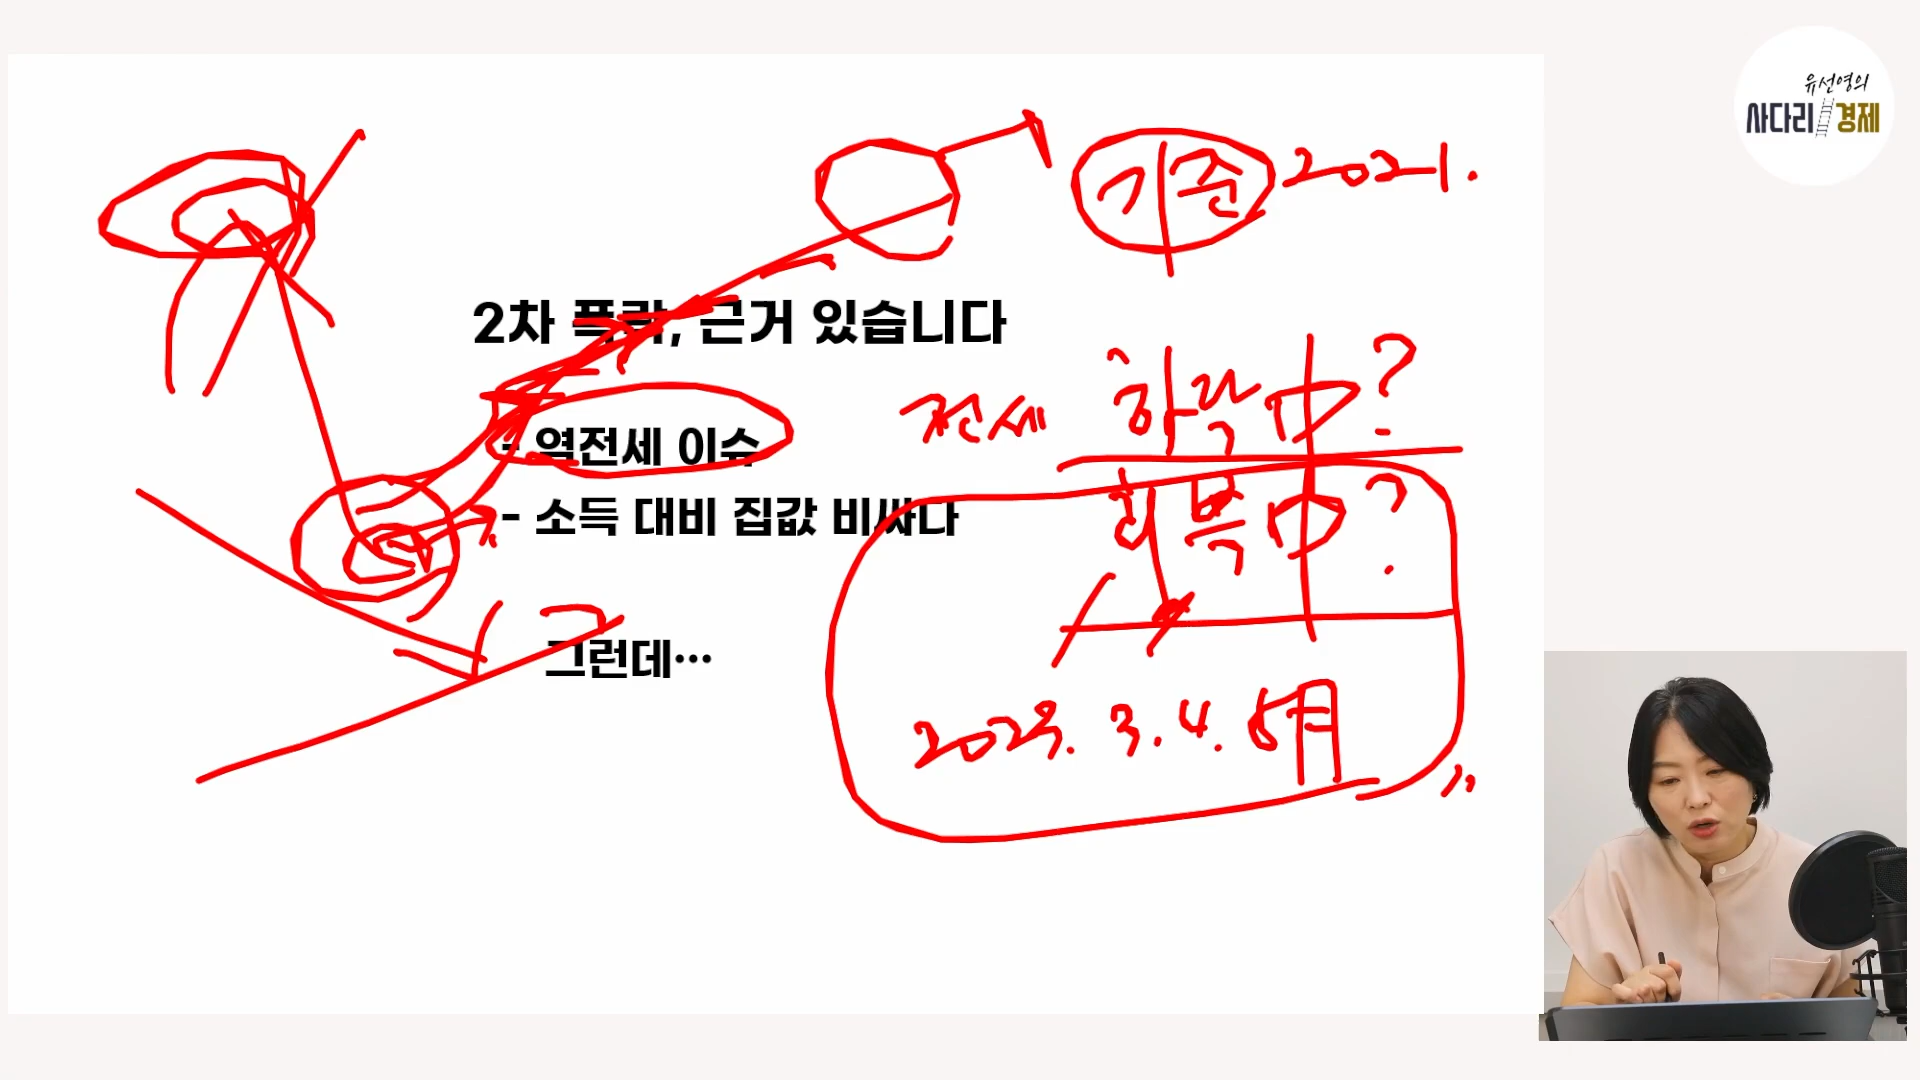 유선영의
사다리 경제
기준 2021.
2차 폭락, 근거 있습니다
하락中?
전세
- 역전세 이슈
회복中?
- 소득 대비 집값 비싸다
그런데…
2023. 3. 4. 5月